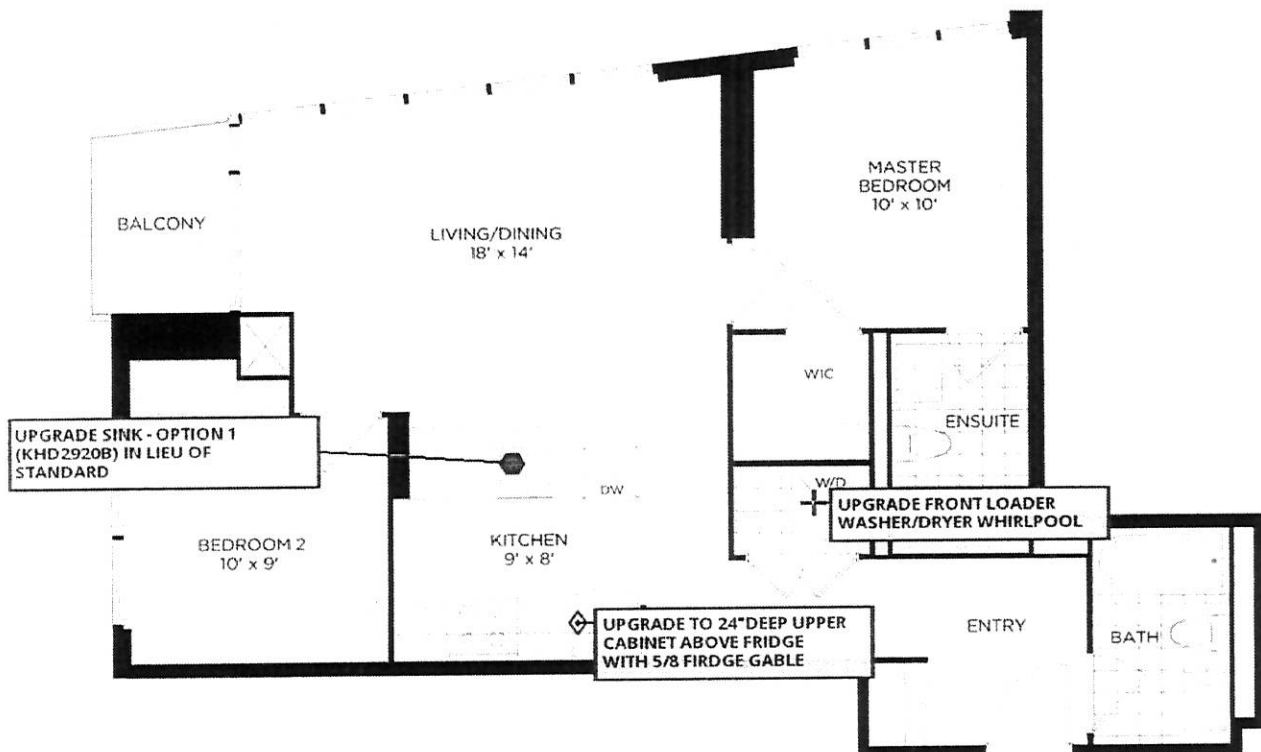 MASTER
BEDROOM
10' x 10'
BALCONY
LIVING/DINING
18' x 14'
WIC
ENSUITE
UPGRADE SINK - OPTION 1
(KHD2920B) IN LIEU OF
STANDARD
W/D
DW
UPGRADE FRONT LOADER
WASHER/DRYER WHIRLPOOL
BEDROOM 2
10' x 9'
KITCHEN
9' x 8'
UPGRADE TO 24"DEEP UPPER
CABINET ABOVE FRIDGE
WITH 5/8 FIRDGE GABLE
ENTRY
BATH